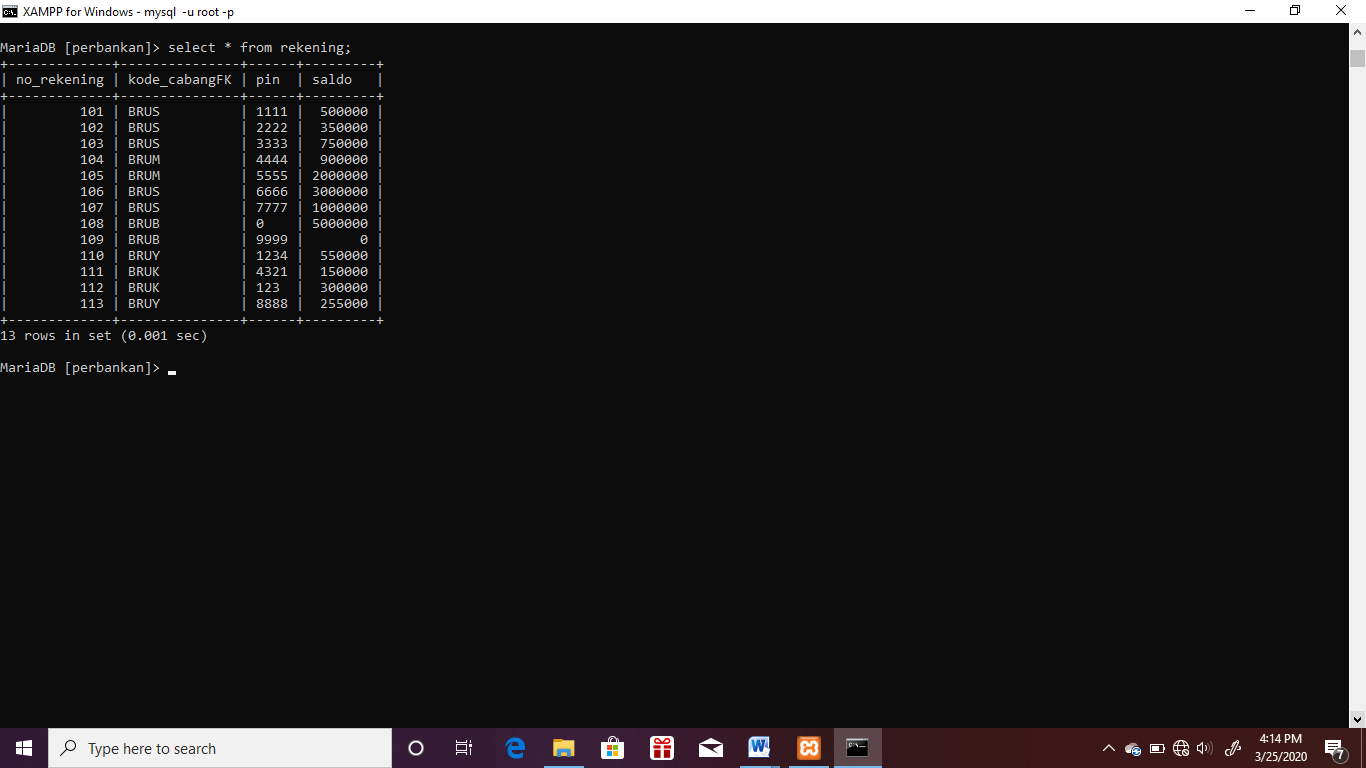 XAMPP for Windows - mysql  -u root -p
MariaDB [perbankan]> select * from rekening;
+-------------+---------------+------+---------+
| no_rekening | kode_cabangFK | pin  | saldo   |
+-------------+---------------+------+---------+
|         101 | BRUS          | 1111 |  500000 |
|         102 | BRUS          | 2222 |  350000 |
|         103 | BRUS          | 3333 |  750000 |
|         104 | BRUM          | 4444 |  900000 |
|         105 | BRUM          | 5555 | 2000000 |
|         106 | BRUS          | 6666 | 3000000 |
|         107 | BRUS          | 7777 | 1000000 |
|         108 | BRUB          | 0    | 5000000 |
|         109 | BRUB          | 9999 |       0 |
|         110 | BRUY          | 1234 |  550000 |
|         111 | BRUK          | 4321 |  150000 |
|         112 | BRUK          | 123  |  300000 |
|         113 | BRUY          | 8888 |  255000 |
+-------------+---------------+------+---------+
13 rows in set (0.001 sec)
MariaDB [perbankan]>
Type here to search
4:14 PM
3/25/2020
7